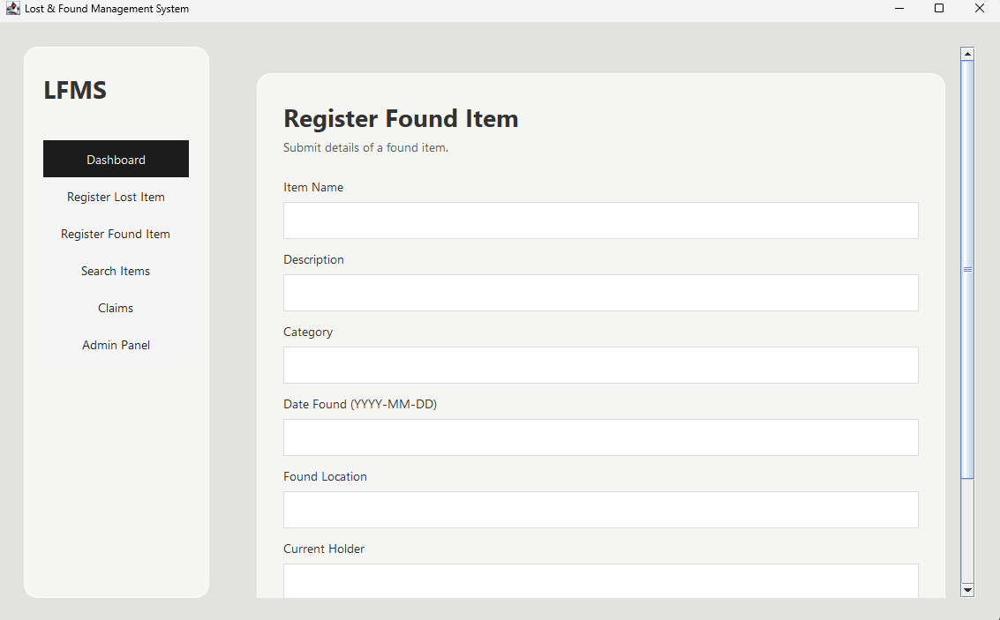 Lost & Found Management System
LFMS
Dashboard
Register Lost Item
Register Found Item
Search Items
Claims
Admin Panel
Register Found Item
Submit details of a found item.
Item Name
Description
Category
Date Found (YYYY-MM-DD)
Found Location
Current Holder